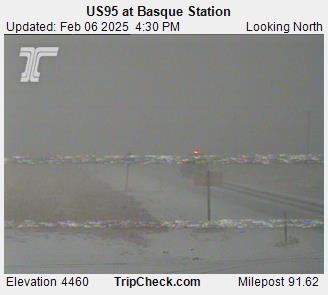 US95 at Basque Station
Updated: Feb 06 2025 4:30 PM Looking North
Elevation 4460 TripCheck.com Milepost 91.62